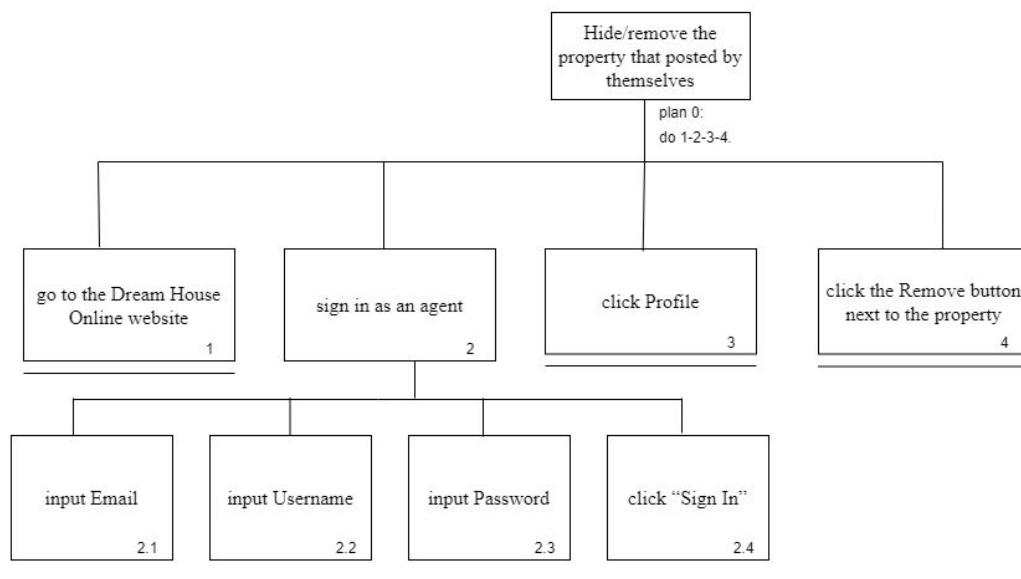 Hide/remove the
property that posted by
themselves
plan 0:
do 1-2-3-4.
go to the Dream House
Online website
1
sign in as an agent
2
click Profile
3
click the Remove button
next to the property
4
input Email
2.1
input Username
2.2
input Password
2.3
click “Sign In”
2.4